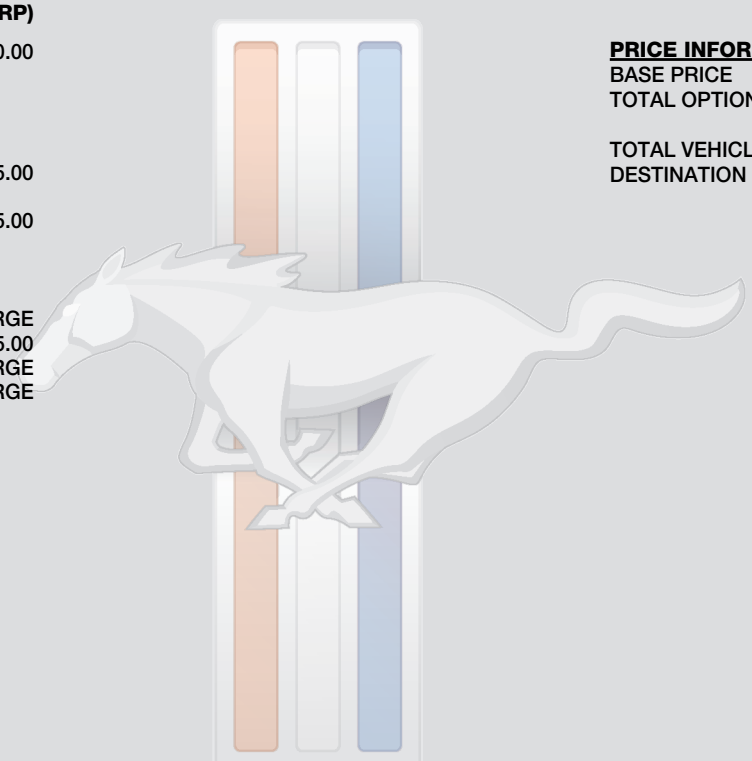 RP)
0.00
5.00
5.00
RGE
5.00
RGE
RGE
PRICE INFOR
BASE PRICE
TOTAL OPTION
TOTAL VEHICL
DESTINATION